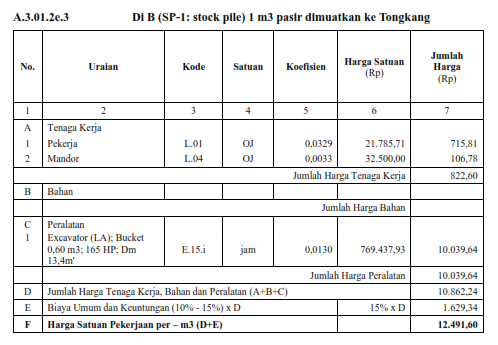 A.3.01.2e.3 Di B (SP-1: stock pile) 1 m3 pasir dimuatkan ke Tongkang
No. Uraian Kode Satuan Koefisien Harga Satuan (Rp) Jumlah Harga (Rp)
1 2 3 4 5 6 7
A Tenaga Kerja
1 Pekerja L.01 OJ 0,0329 21.785,71 715,81
2 Mandor L.04 OJ 0,0033 32.500,00 106,78
Jumlah Harga Tenaga Kerja 822,60
B Bahan
Jumlah Harga Bahan
C Peralatan
1 Excavator (LA); Bucket
0,60 m3; 165 HP; Dm E.15.i jam 0,0130 769.437,93 10.039,64
13,4m'
Jumlah Harga Peralatan 10.039,64
D Jumlah Harga Tenaga Kerja, Bahan dan Peralatan (A+B+C) 10.862,24
E Biaya Umum dan Keuntungan (10% - 15%) x D 15% x D 1.629,34
F Harga Satuan Pekerjaan per – m3 (D+E) 12.491,60